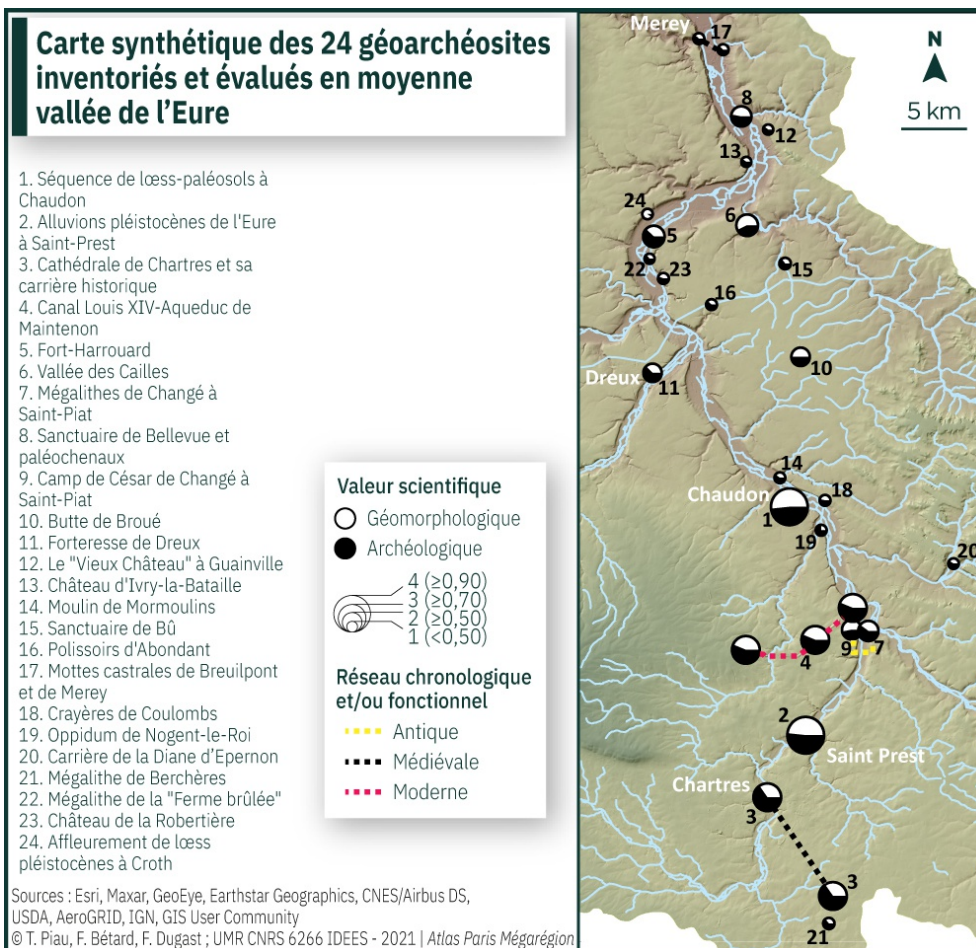 Carte synthétique des 24 géoarchéosites
inventoriés et évalués en moyenne
vallée de l'Eure
1. Séquence de lœss-paléosols à
Chaudon
2. Alluvions pléistocènes de l'Eure
à Saint-Prest
3. Cathédrale de Chartres et sa
carrière historique
4. Canal Louis XIV-Aqueduc de
Maintenon
5. Fort-Harrouard
6. Vallée des Cailles
7. Mégalithes de Changé à
Saint-Piat
8. Sanctuaire de Bellevue et
paléochenaux
9. Camp de César de Changé à
Saint-Piat
10. Butte de Broué
11. Forteresse de Dreux
12. Le "Vieux Château" à Guainville
13. Château d'Ivry-la-Bataille
14. Moulin de Mormoulins
15. Sanctuaire de Bû
16. Polissoirs d'Abondant
17. Mottes castrales de Breuilpont
et de Merey
18. Crayères de Coulombs
19. Oppidum de Nogent-le-Roi
20. Carrière de la Diane d'Epernon
21. Mégalithe de Berchères
22. Mégalithe de la "Ferme brûlée"
23. Château de la Robertière
24. Affleurement de lœss
pléistocènes à Croth
Valeur scientifique
Géomorphologique
Archéologique
4 (≥0,90)
3 (≥0,70)
2 (≥0,50)
1 (<0,50)
Réseau chronologique
et/ou fonctionnel
Antique
Médiévale
Moderne
Sources : Esri, Maxar, GeoEye, Earthstar Geographics, CNES/Airbus DS,
USDA, AeroGRID, IGN, GIS User Community
© T. Piau, F. Bétard, F. Dugast ; UMR CNRS 6266 IDEES - 2021 | Atlas Paris Mégarégion
N
5 km
Merey
17
8
12
13
24
6
5
22
23
15
16
10
Dreux
11
14
Chaudon
18
1
19
20
9
7
4
2
Saint Prest
Chartres
3
3
21